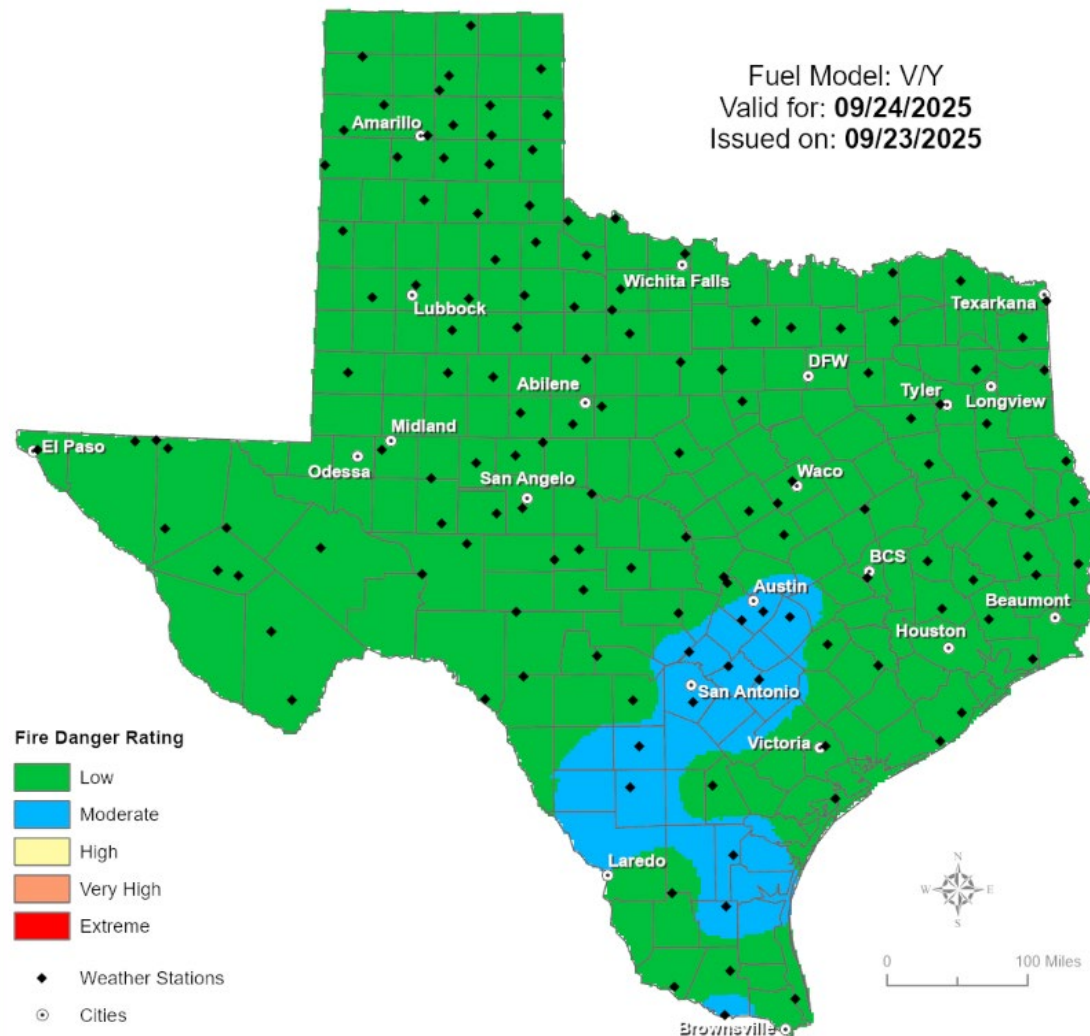 Fuel Model: V/Y
Valid for: 09/24/2025
Issued on: 09/23/2025
Amarillo
Wichita Falls
Lubbock
Texarkana
DFW
Abilene
Tyler
Longview
Midland
El Paso
Odessa
San Angelo
Waco
BCS
Austin
Beaumont
Houston
San Antonio
Victoria
Laredo
Brownsville
Fire Danger Rating
Low
Moderate
High
Very High
Extreme
Weather Stations
Cities
N
W E
S
0 100 Miles